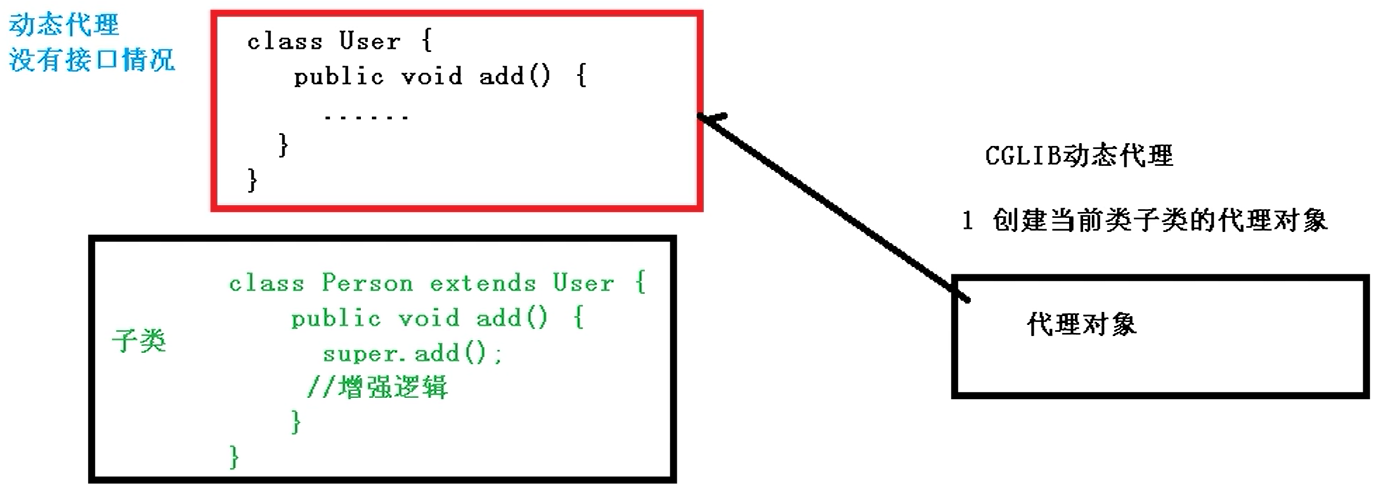 动态代理
没有接口情况
class User {
public void add() {
......
}
}
子类
class Person extends User {
public void add() {
super.add();
//增强逻辑
}
}
CGLIB动态代理
1 创建当前类子类的代理对象
代理对象